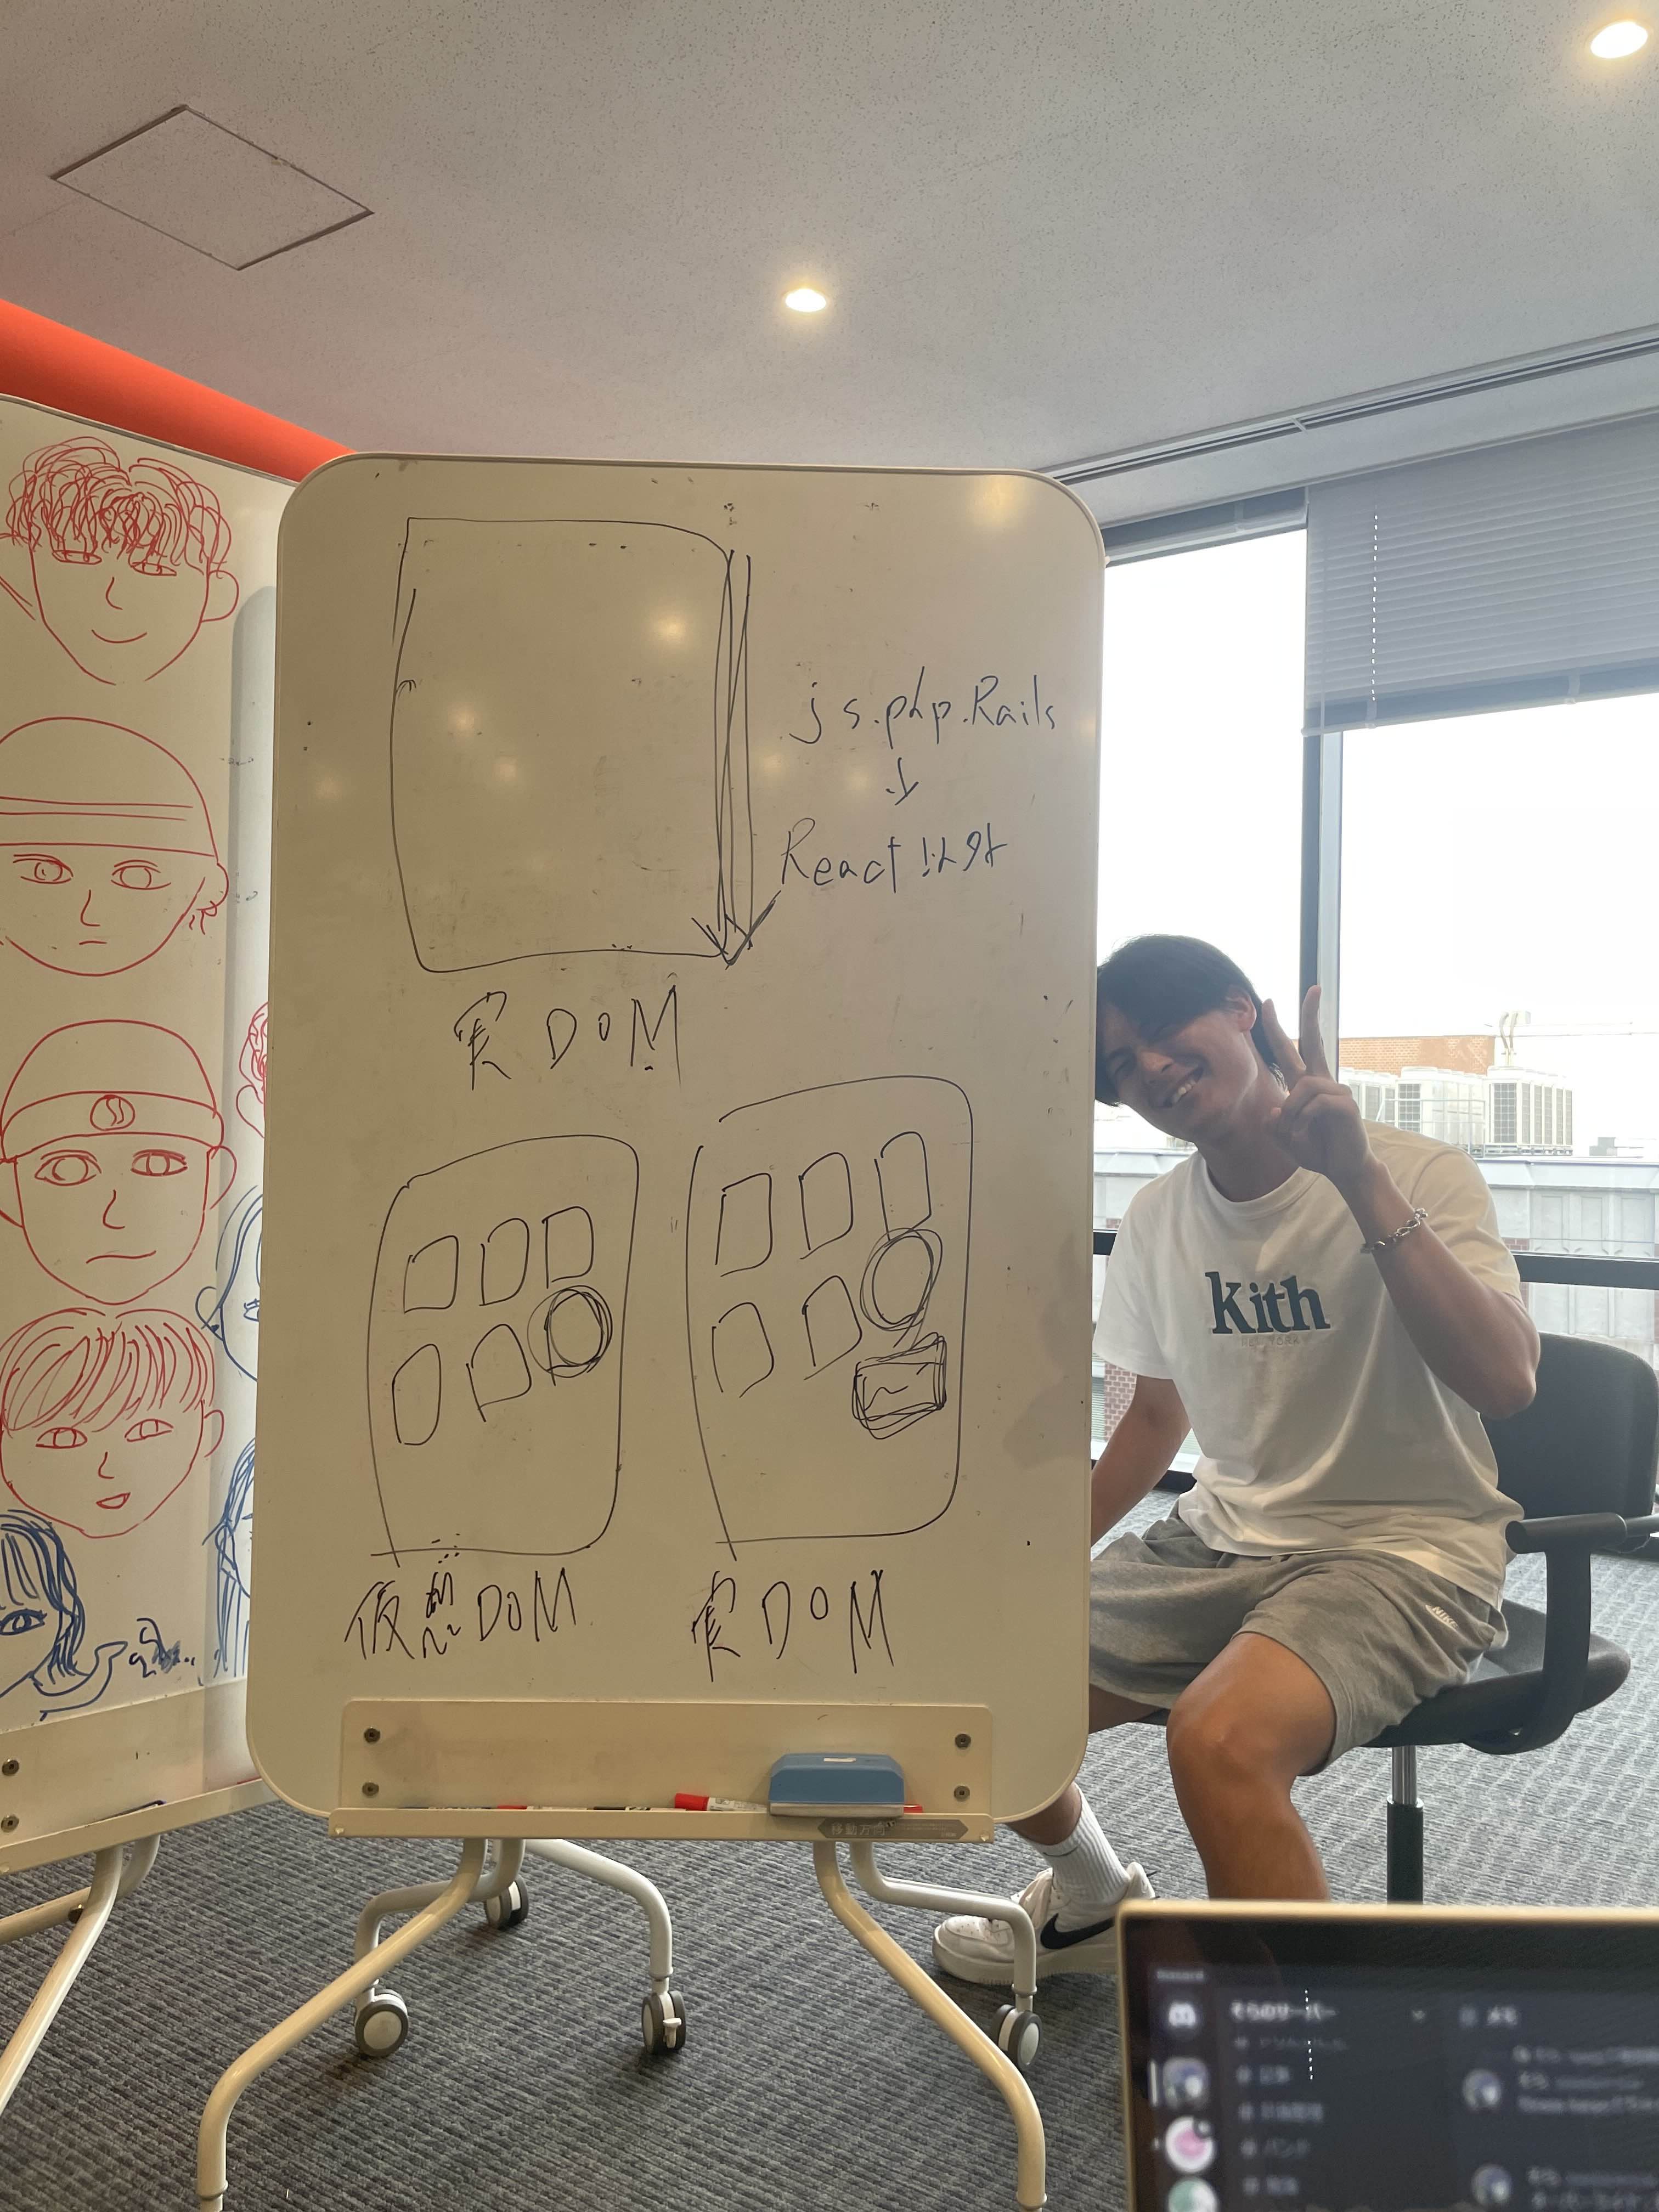 js.php.Rails
↓
React以外
実DOM
仮想DOM
実DOM
kith
NEW YORK
NIKE
移動方向
そらのサーバー
メモ